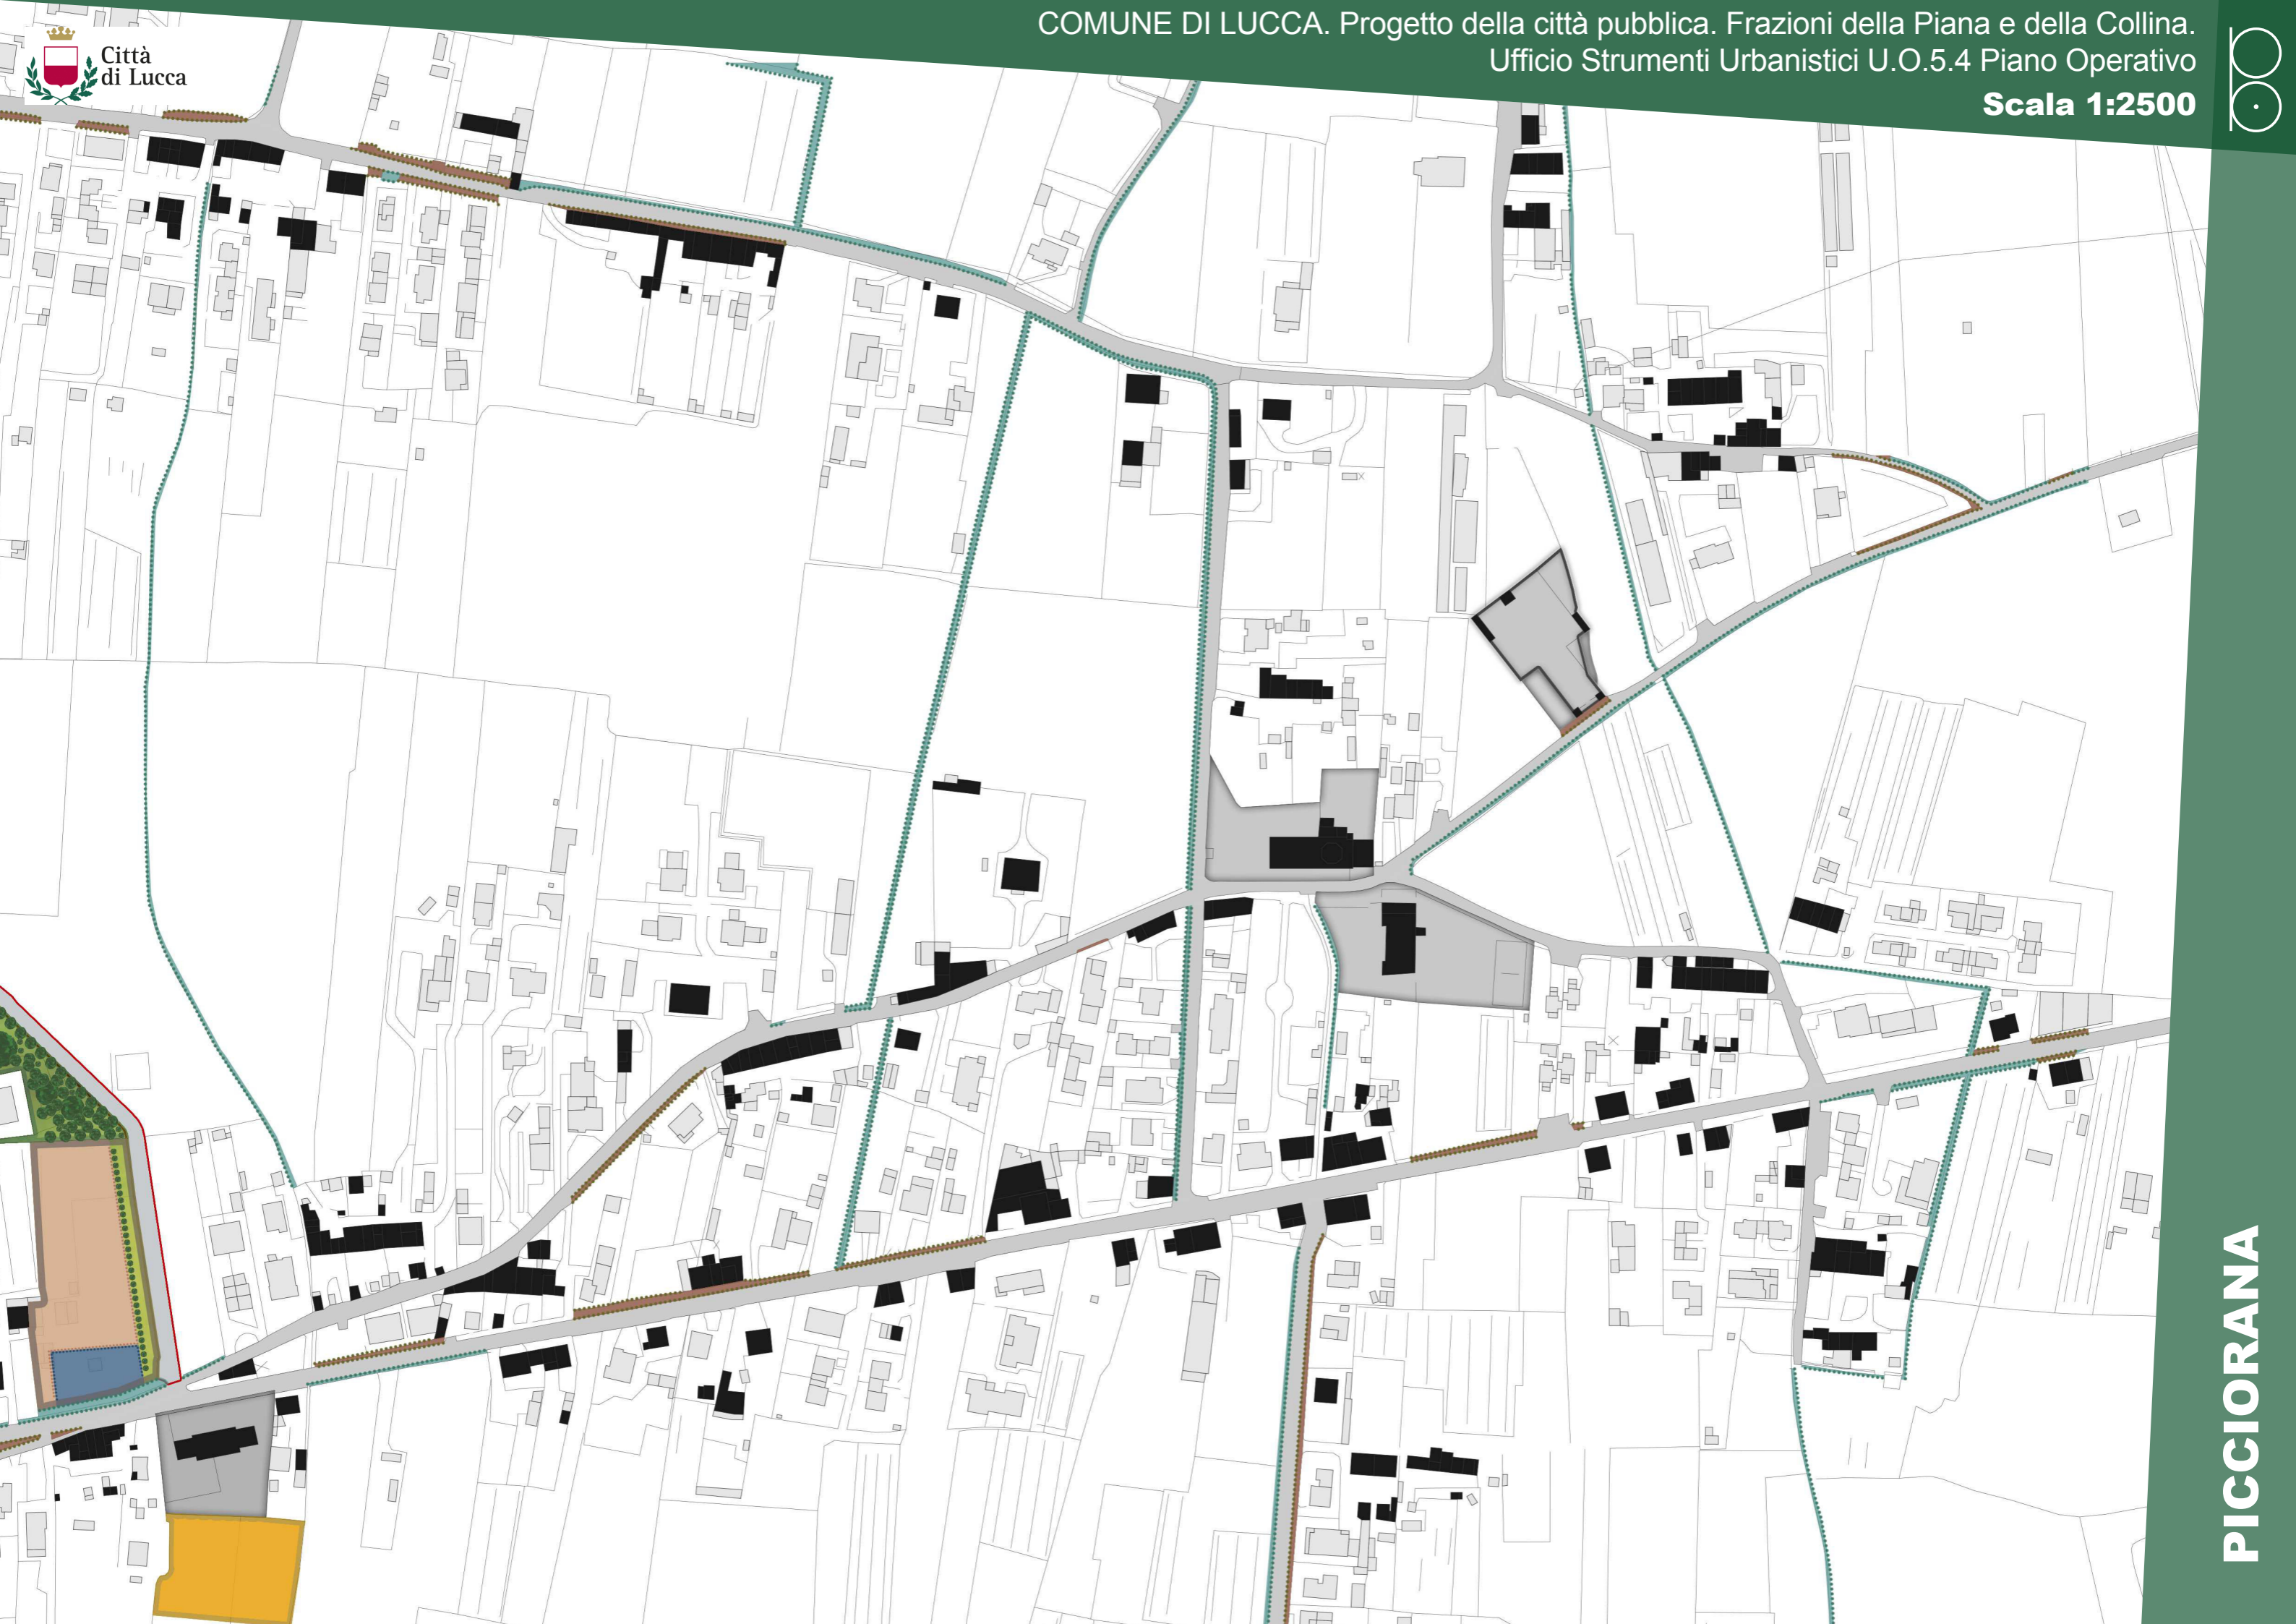 Città
di Lucca
COMUNE DI LUCCA. Progetto della città pubblica. Frazioni della Piana e della Collina.
Ufficio Strumenti Urbanistici U.O.5.4 Piano Operativo
Scala 1:2500
PICCIORANA